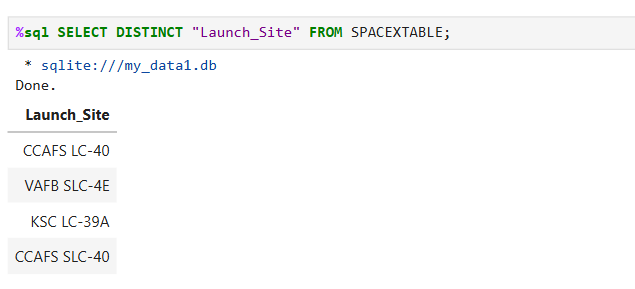 %sql SELECT DISTINCT "Launch_Site" FROM SPACEXTABLE;
* sqlite:///my_data1.db
Done.
Launch_Site
CCAFS LC-40
VAFB SLC-4E
KSC LC-39A
CCAFS SLC-40